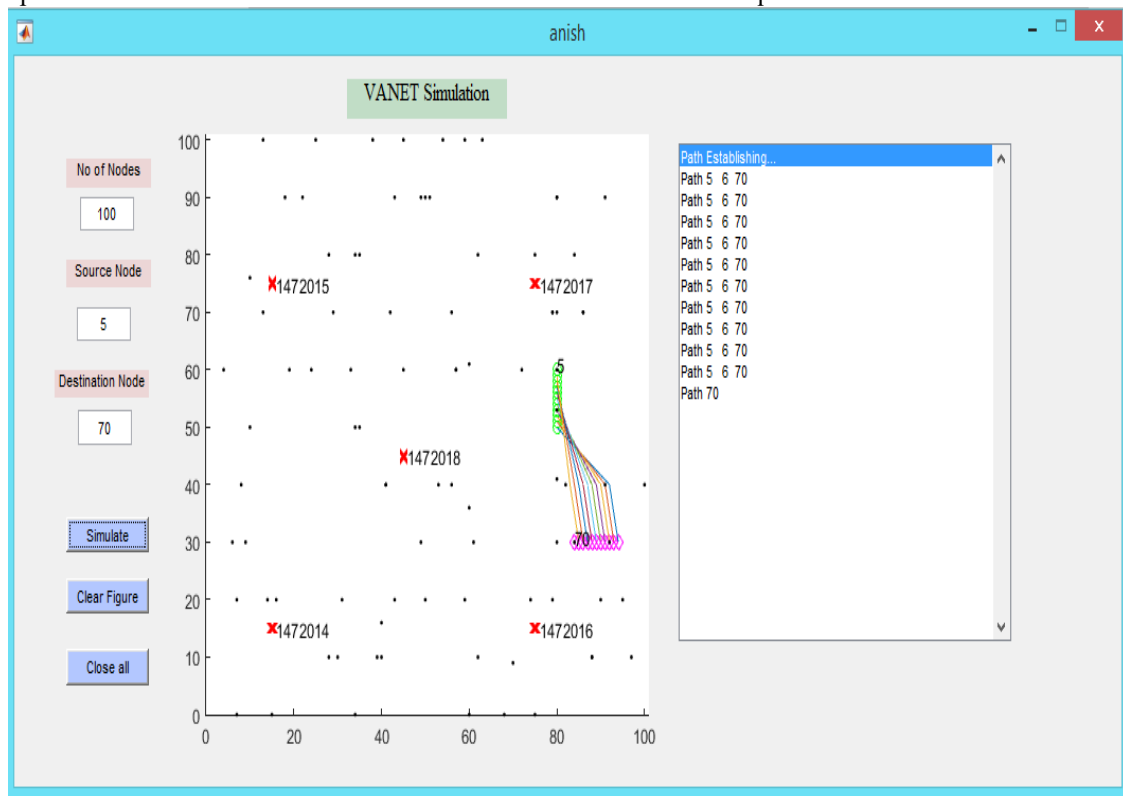 anish
VANET Simulation
No of Nodes
100
Source Node
5
Destination Node
70
Simulate
Clear Figure
Close all
100
90
80
70
60
50
40
30
20
10
0
0 20 40 60 80 100
1472015
1472017
5
1472018
70
1472014
1472016
Path Establishing...
Path 5 6 70
Path 5 6 70
Path 5 6 70
Path 5 6 70
Path 5 6 70
Path 5 6 70
Path 5 6 70
Path 5 6 70
Path 5 6 70
Path 5 6 70
Path 70